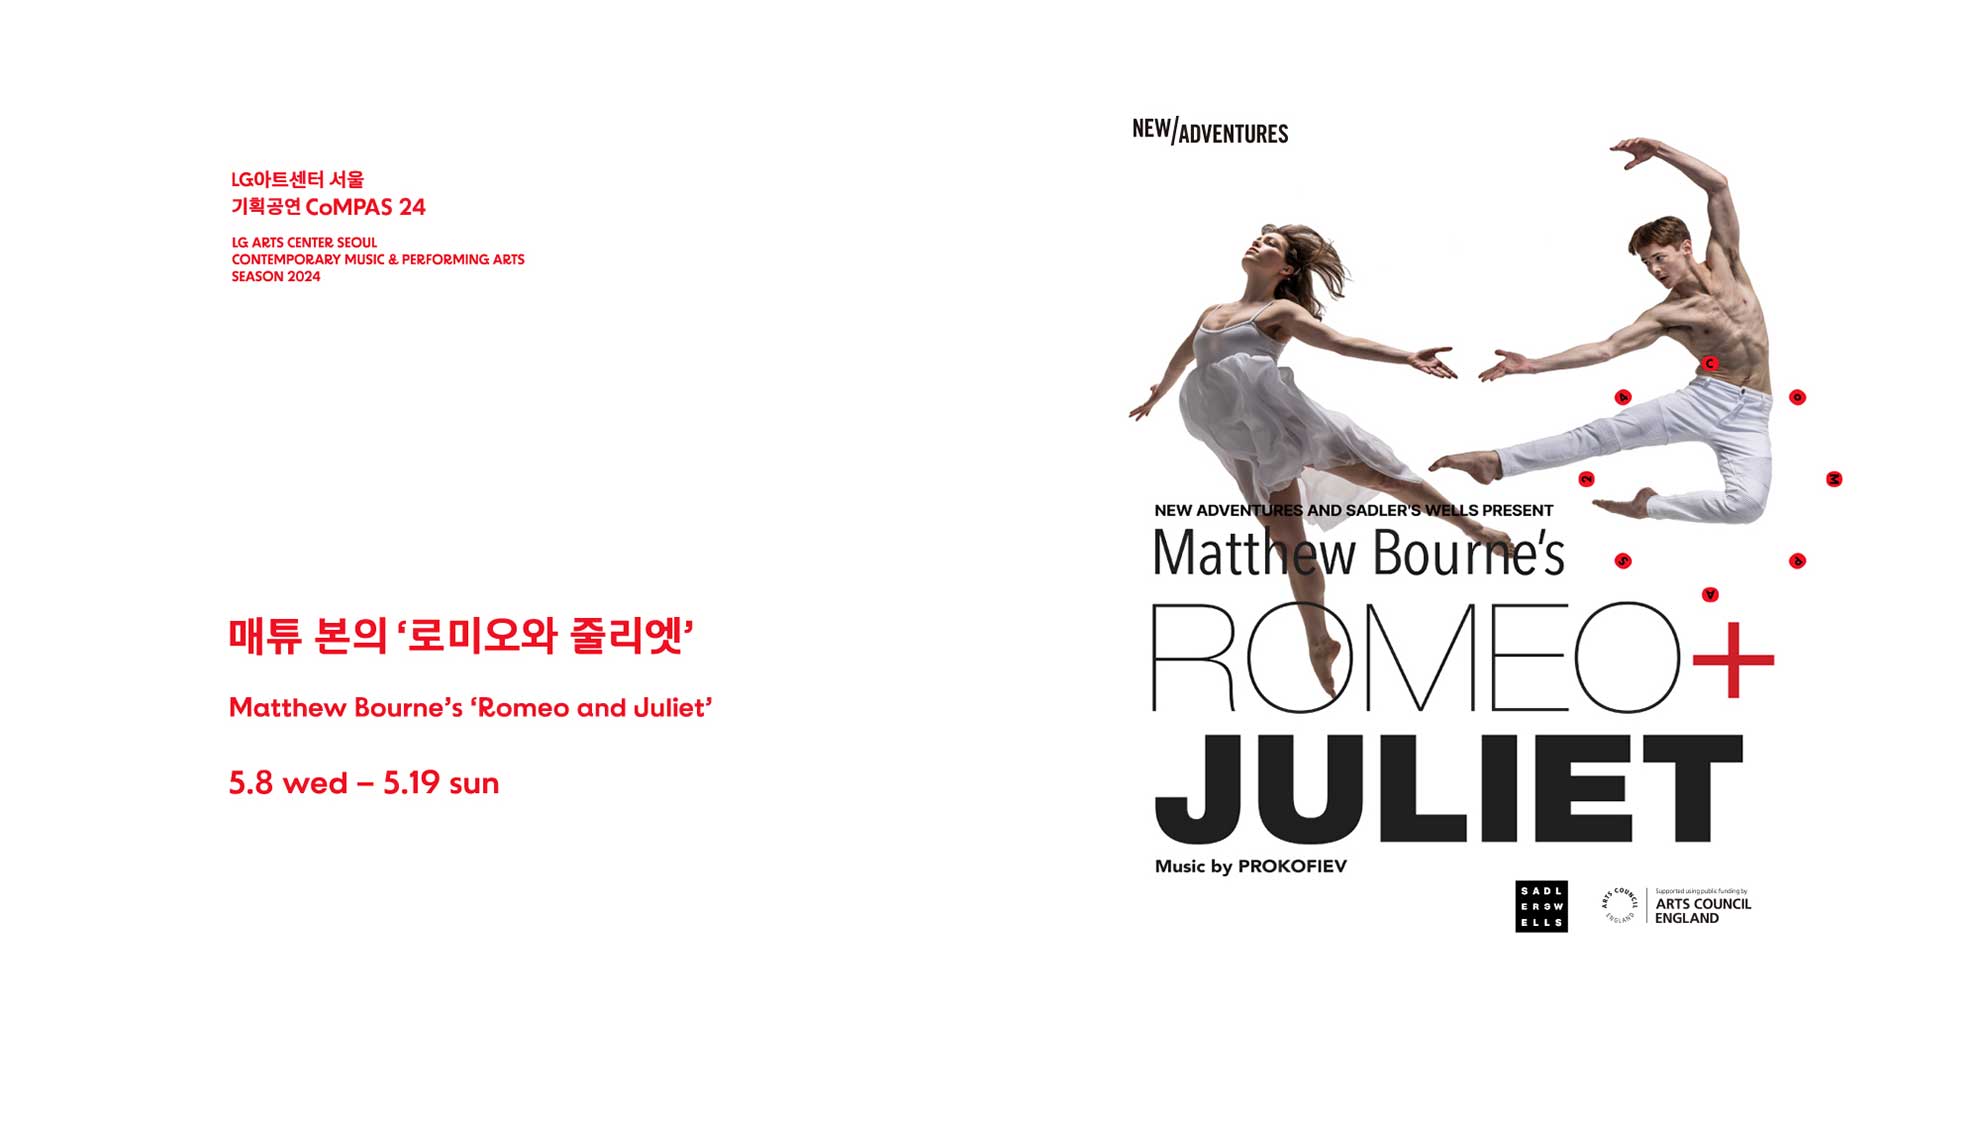 LG아트센터 서울
기획공연 CoMPAS 24
LG ARTS CENTER SEOUL
CONTEMPORARY MUSIC & PERFORMING ARTS
SEASON 2024
매튜 본의 ‘로미오와 줄리엣’
Matthew Bourne’s ‘Romeo and Juliet’
5.8 wed – 5.19 sun
NEW/ADVENTURES
C
o
M
P
A
S
2
4
NEW ADVENTURES AND SADLER'S WELLS PRESENT
Matthew Bourne’s
ROMEO+
JULIET
Music by PROKOFIEV
SADL
ERSW
ELLS
ARTS COUNCIL
ENGLAND
Supported using public funding by
ARTS COUNCIL
ENGLAND